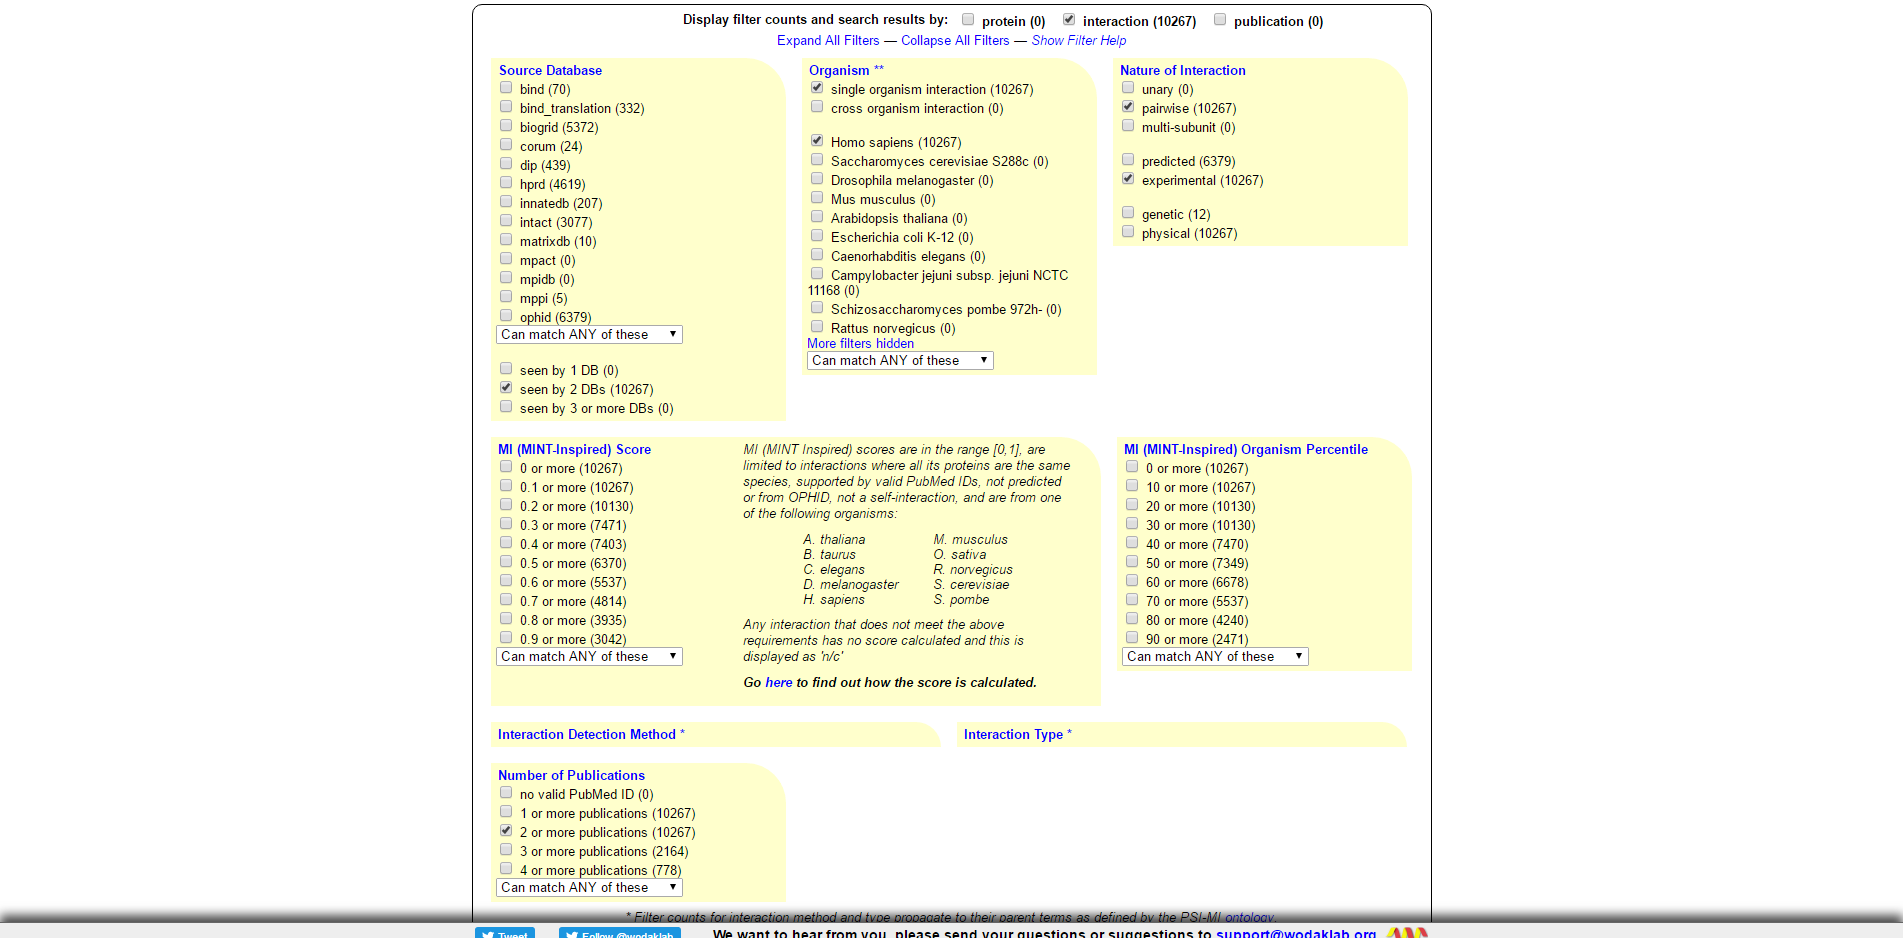 Display filter counts and search results by: protein (0) interaction (10267) publication (0)
Expand All Filters — Collapse All Filters — Show Filter Help
Source Database
bind (70)
bind_translation (332)
biogrid (5372)
corum (24)
dip (439)
hprd (4619)
innatedb (207)
intact (3077)
matrixdb (10)
mpact (0)
mpidb (0)
mppi (5)
ophid (6379)
Can match ANY of these
seen by 1 DB (0)
seen by 2 DBs (10267)
seen by 3 or more DBs (0)
Organism **
single organism interaction (10267)
cross organism interaction (0)
Homo sapiens (10267)
Saccharomyces cerevisiae S288c (0)
Drosophila melanogaster (0)
Mus musculus (0)
Arabidopsis thaliana (0)
Escherichia coli K-12 (0)
Caenorhabditis elegans (0)
Campylobacter jejuni subsp. jejuni NCTC
11168 (0)
Schizosaccharomyces pombe 972h- (0)
Rattus norvegicus (0)
More filters hidden
Can match ANY of these
Nature of Interaction
unary (0)
pairwise (10267)
multi-subunit (0)
predicted (6379)
experimental (10267)
genetic (12)
physical (10267)
MI (MINT-Inspired) Score
0 or more (10267)
0.1 or more (10267)
0.2 or more (10130)
0.3 or more (7471)
0.4 or more (7403)
0.5 or more (6370)
0.6 or more (5537)
0.7 or more (4814)
0.8 or more (3935)
0.9 or more (3042)
Can match ANY of these
MI (MINT Inspired) scores are in the range [0,1], are
limited to interactions where all its proteins are the same
species, supported by valid PubMed IDs, not predicted
or from OPHID, not a self-interaction, and are from one
of the following organisms:
A. thaliana M. musculus
B. taurus O. sativa
C. elegans R. norvegicus
D. melanogaster S. cerevisiae
H. sapiens S. pombe
Any interaction that does not meet the above
requirements has no score calculated and this is
displayed as 'n/c'
Go here to find out how the score is calculated.
MI (MINT-Inspired) Organism Percentile
0 or more (10267)
10 or more (10267)
20 or more (10130)
30 or more (10130)
40 or more (7470)
50 or more (7349)
60 or more (6678)
70 or more (5537)
80 or more (4240)
90 or more (2471)
Can match ANY of these
Interaction Detection Method *
Interaction Type *
Number of Publications
no valid PubMed ID (0)
1 or more publications (10267)
2 or more publications (10267)
3 or more publications (2164)
4 or more publications (778)
Can match ANY of these
* Filter counts for interaction method and type propagate to their parent terms as defined by the PSI-MI ontology.
Tweet Follow @wodaklab We want to hear from you, please send your questions or suggestions to support@wodaklab.org